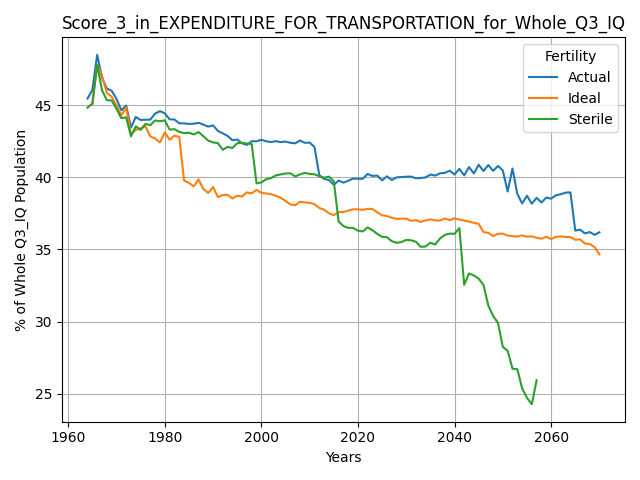 Score_3_in_EXPENDITURE_FOR_TRANSPORTATION_for_Whole_Q3_IQ
Fertility
Actual
Ideal
Sterile
% of Whole Q3_IQ Population
45
40
35
30
25
1960
1980
2000
2020
2040
2060
Years